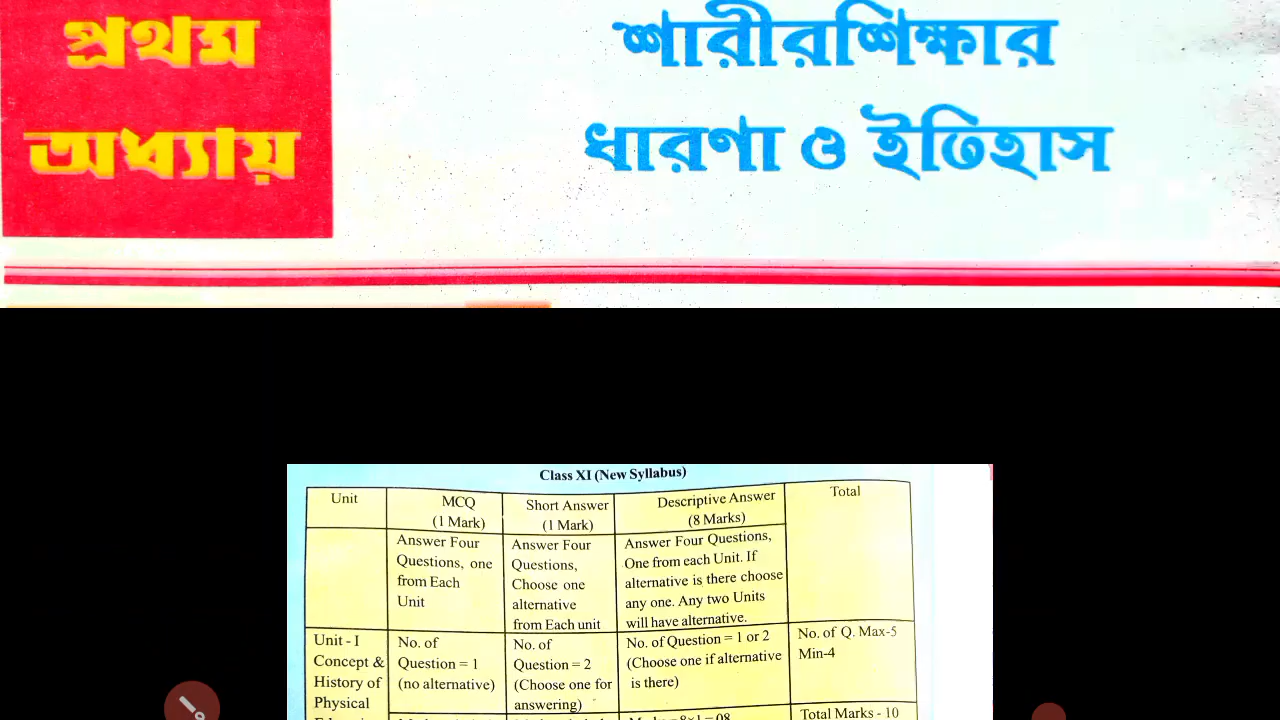 প্রথম
অধ্যায়
শারীরশিক্ষার
ধারণা ও ইতিহাস
Class XI (New Syllabus)
Unit
MCQ
(1 Mark)
Short Answer
(1 Mark)
Descriptive Answer
(8 Marks)
Total
Answer Four
Questions, one
from Each
Unit
Answer Four
Questions,
Choose one
alternative
from Each unit
Answer Four Questions,
One from each Unit. If
alternative is there choose
any one. Any two Units
will have alternative.
Unit - I
Concept &
History of
Physical
No. of
Question = 1
(no alternative)
No. of
Question = 2
(Choose one for
answering)
No. of Question = 1 or 2
(Choose one if alternative
is there)
No. of Q. Max-5
Min-4
Total Marks - 10